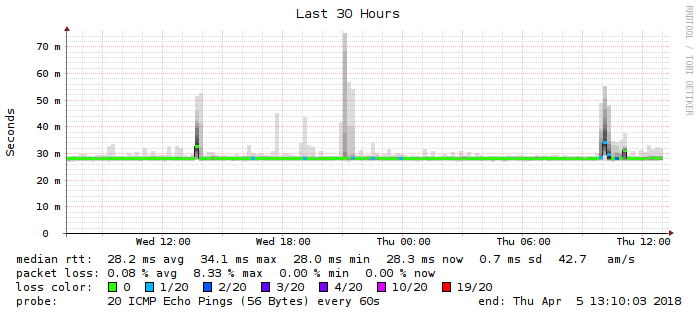 Last 30 Hours
RRDTOOL / TOBI OETIKER
Seconds
70 m
60 m
50 m
40 m
30 m
20 m
10 m
0
Wed 12:00 Wed 18:00 Thu 00:00 Thu 06:00 Thu 12:00
median rtt: 28.2 ms avg 34.1 ms max 28.0 ms min 28.3 ms now 0.7 ms sd 42.7 am/s
packet loss: 0.08 % avg 8.33 % max 0.00 % min 0.00 % now
loss color: 0 1/20 2/20 3/20 4/20 10/20 19/20
probe: 20 ICMP Echo Pings (56 Bytes) every 60s end: Thu Apr 5 13:10:03 2018